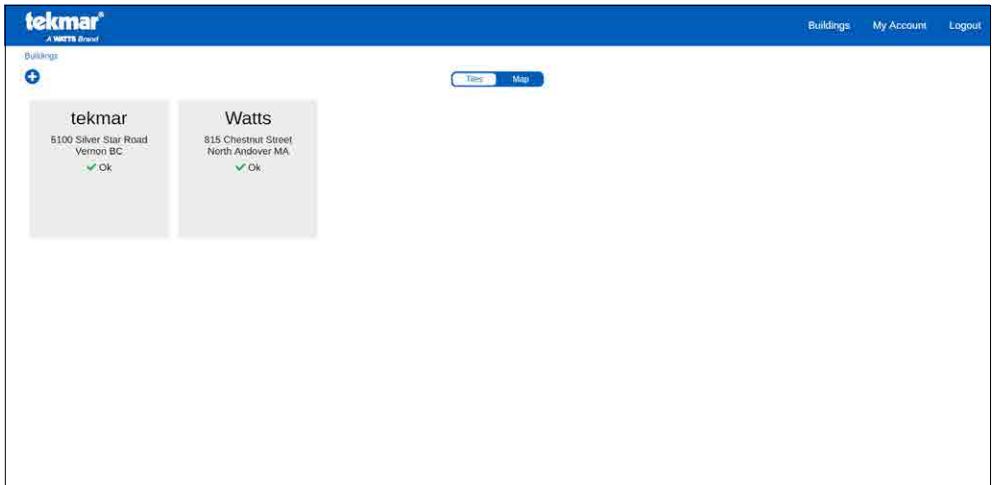 tekmar®
A WATTS Brand
Buildings My Account Logout
Buildings
Tiles Map
tekmar
5100 Silver Star Road
Vernon BC
Ok
Watts
815 Chestnut Street
North Andover MA
Ok